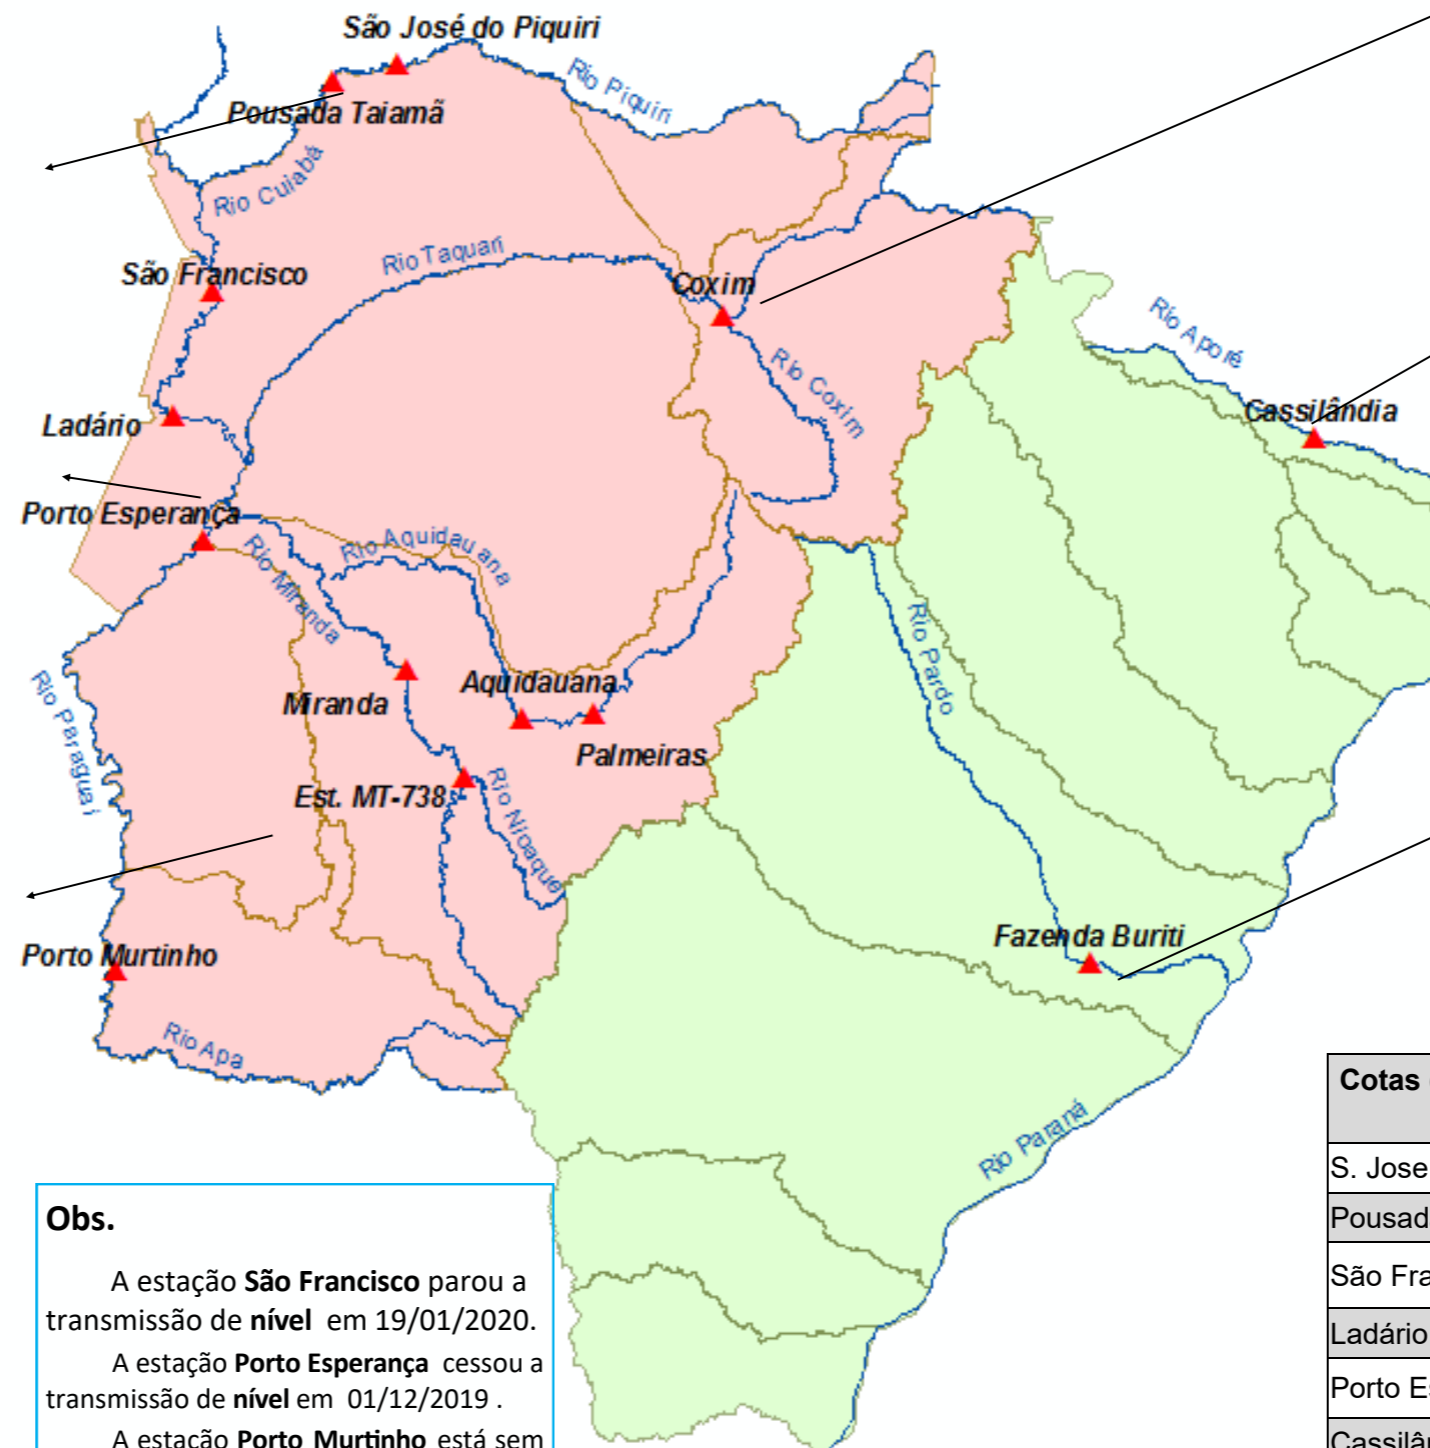 São José do Piquiri
Rio Piquiri
Pousada Taiamã
Rio Cuiabá
Rio Taquari
São Francisco
Coxim
Rio Aporé
Rio Coxim
Cassilândia
Ladário
Porto Esperança
Rio Aquidauana
Rio Miranda
Rio Pardo
Rio Paraguai
Aquidauana
Miranda
Palmeiras
Est. MT-738
Rio Nioaque
Fazenda Buriti
Porto Murtinho
Rio Apa
Rio Paraná
Cotas
S. Jose
Pousad
São Fra
Ladário
Porto Es
Cassilân
Obs.
A estação São Francisco parou a
transmissão de nível em 19/01/2020.
A estação Porto Esperança cessou a
transmissão de nível em 01/12/2019 .
A estação Porto Murtinho está sem